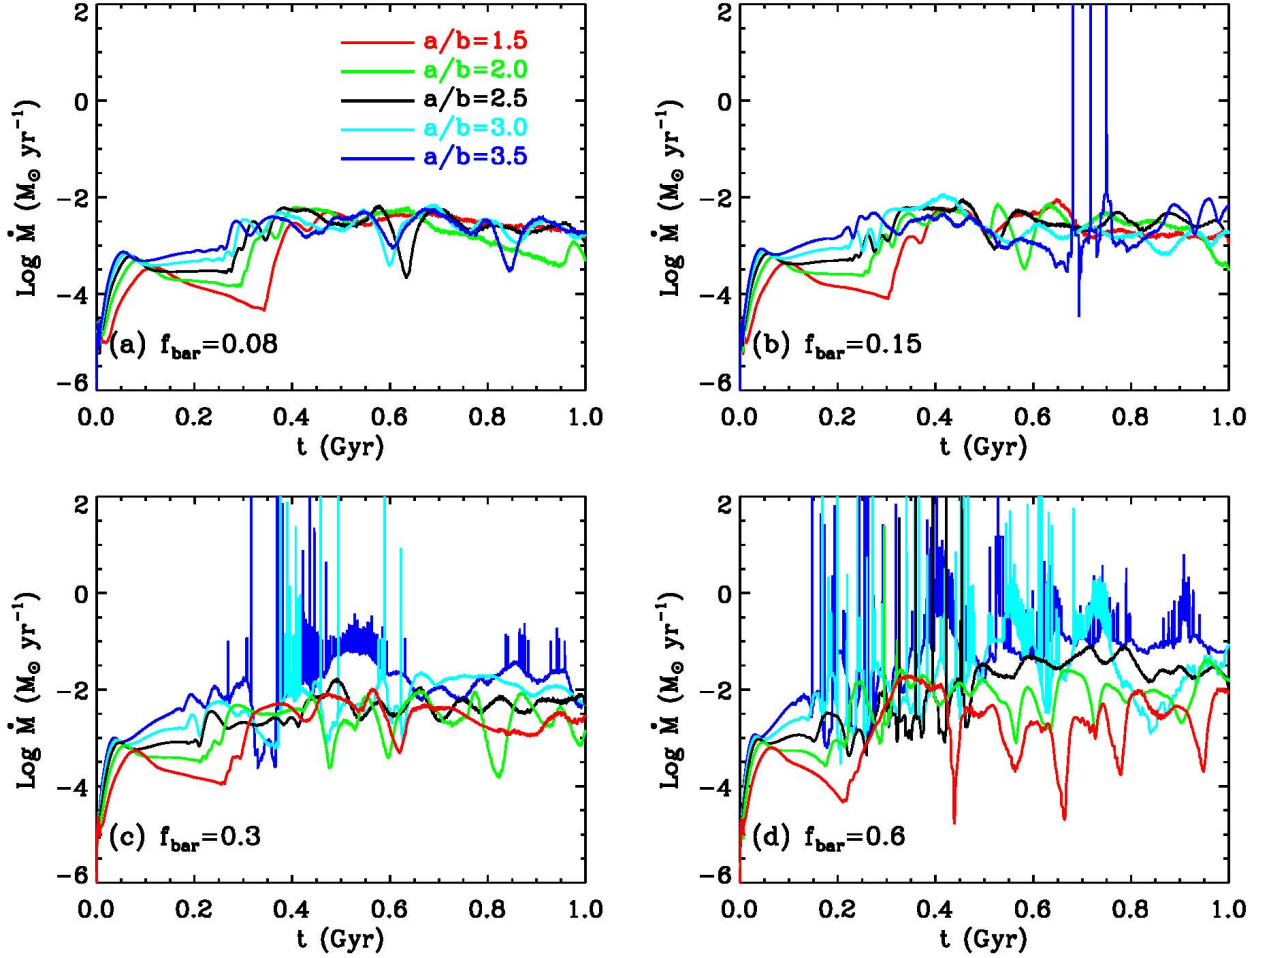 2
0
−2
−4
−6
Log Ṁ (M⊙ yr⁻¹)
a/b=1.5
a/b=2.0
a/b=2.5
a/b=3.0
a/b=3.5
(a) f_bar=0.08
0.0 0.2 0.4 0.6 0.8 1.0
t (Gyr)
2
0
−2
−4
−6
Log Ṁ (M⊙ yr⁻¹)
(b) f_bar=0.15
0.0 0.2 0.4 0.6 0.8 1.0
t (Gyr)
2
0
−2
−4
−6
Log Ṁ (M⊙ yr⁻¹)
(c) f_bar=0.3
0.0 0.2 0.4 0.6 0.8 1.0
t (Gyr)
2
0
−2
−4
−6
Log Ṁ (M⊙ yr⁻¹)
(d) f_bar=0.6
0.0 0.2 0.4 0.6 0.8 1.0
t (Gyr)